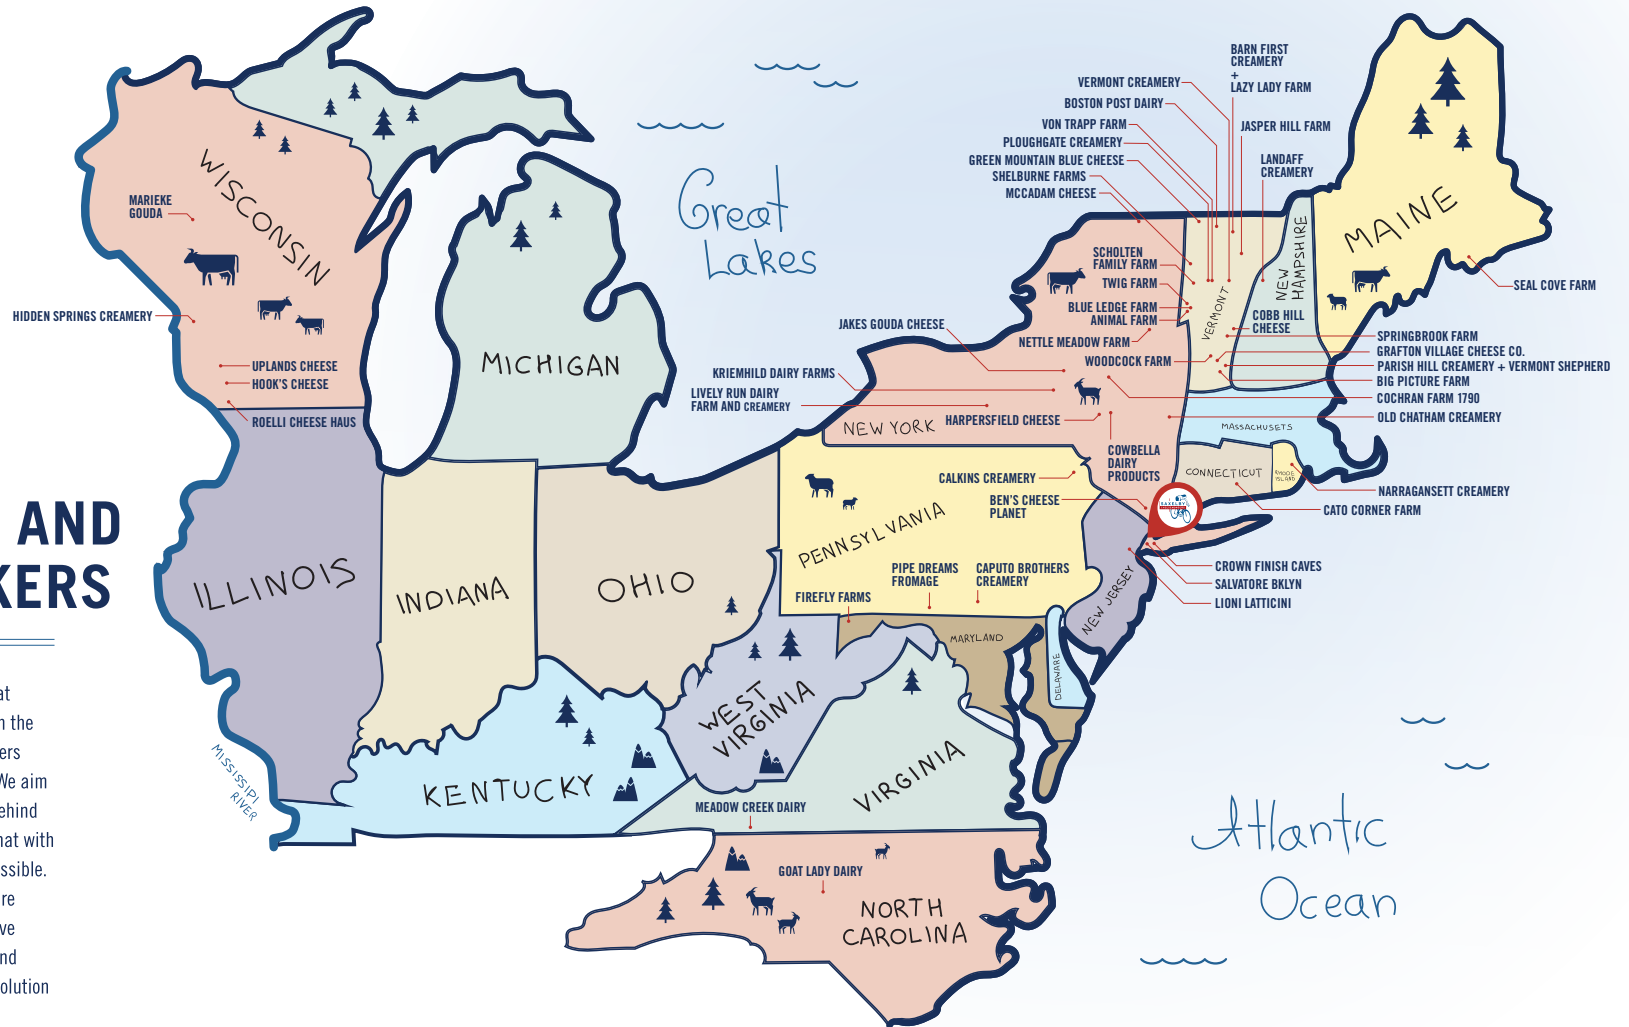 AND
KERS
at
n the
ers
We aim
ehind
hat with
ssible.
re
ve
nd
olution
WISCONSIN
MARIEKE
GOUDA
HIDDEN SPRINGS CREAMERY
UPLANDS CHEESE
HOOK'S CHEESE
ROELLI CHEESE HAUS
MICHIGAN
Great
Lakes
ILLINOIS
INDIANA
OHIO
MISSISSIPI
RIVER
KENTUCKY
WEST
VIRGINIA
VIRGINIA
MEADOW CREEK DAIRY
GOAT LADY DAIRY
NORTH
CAROLINA
BARN FIRST
CREAMERY
+
LAZY LADY FARM
VERMONT CREAMERY
BOSTON POST DAIRY
VON TRAPP FARM
PLOUGHGATE CREAMERY
GREEN MOUNTAIN BLUE CHEESE
SHELBURNE FARMS
MCCADAM CHEESE
JASPER HILL FARM
LANDAFF
CREAMERY
MAINE
SEAL COVE FARM
NEW
HAMPSHIRE
VERMONT
SCHOLTEN
FAMILY FARM
TWIG FARM
BLUE LEDGE FARM
ANIMAL FARM
NETTLE MEADOW FARM
WOODCOCK FARM
COBB HILL
CHEESE
JAKES GOUDA CHEESE
KRIEMHILD DAIRY FARMS
LIVELY RUN DAIRY
FARM AND CREAMERY
HARPERSFIELD CHEESE
NEW YORK
COWBELLA
DAIRY
PRODUCTS
SPRINGBROOK FARM
GRAFTON VILLAGE CHEESE CO.
PARISH HILL CREAMERY + VERMONT SHEPHERD
BIG PICTURE FARM
COCHRAN FARM 1790
OLD CHATHAM CREAMERY
MASSACHUSETS
CONNECTICUT
RHODE
ISLAND
NARRAGANSETT CREAMERY
CATO CORNER FARM
CALKINS CREAMERY
BEN'S CHEESE
PLANET
PENNSYLVANIA
PIPE DREAMS
FROMAGE
CAPUTO BROTHERS
CREAMERY
FIREFLY FARMS
MARYLAND
DELAWARE
NEW JERSEY
SAXELBY
CROWN FINISH CAVES
SALVATORE BKLYN
LIONI LATTICINI
Atlantic
Ocean